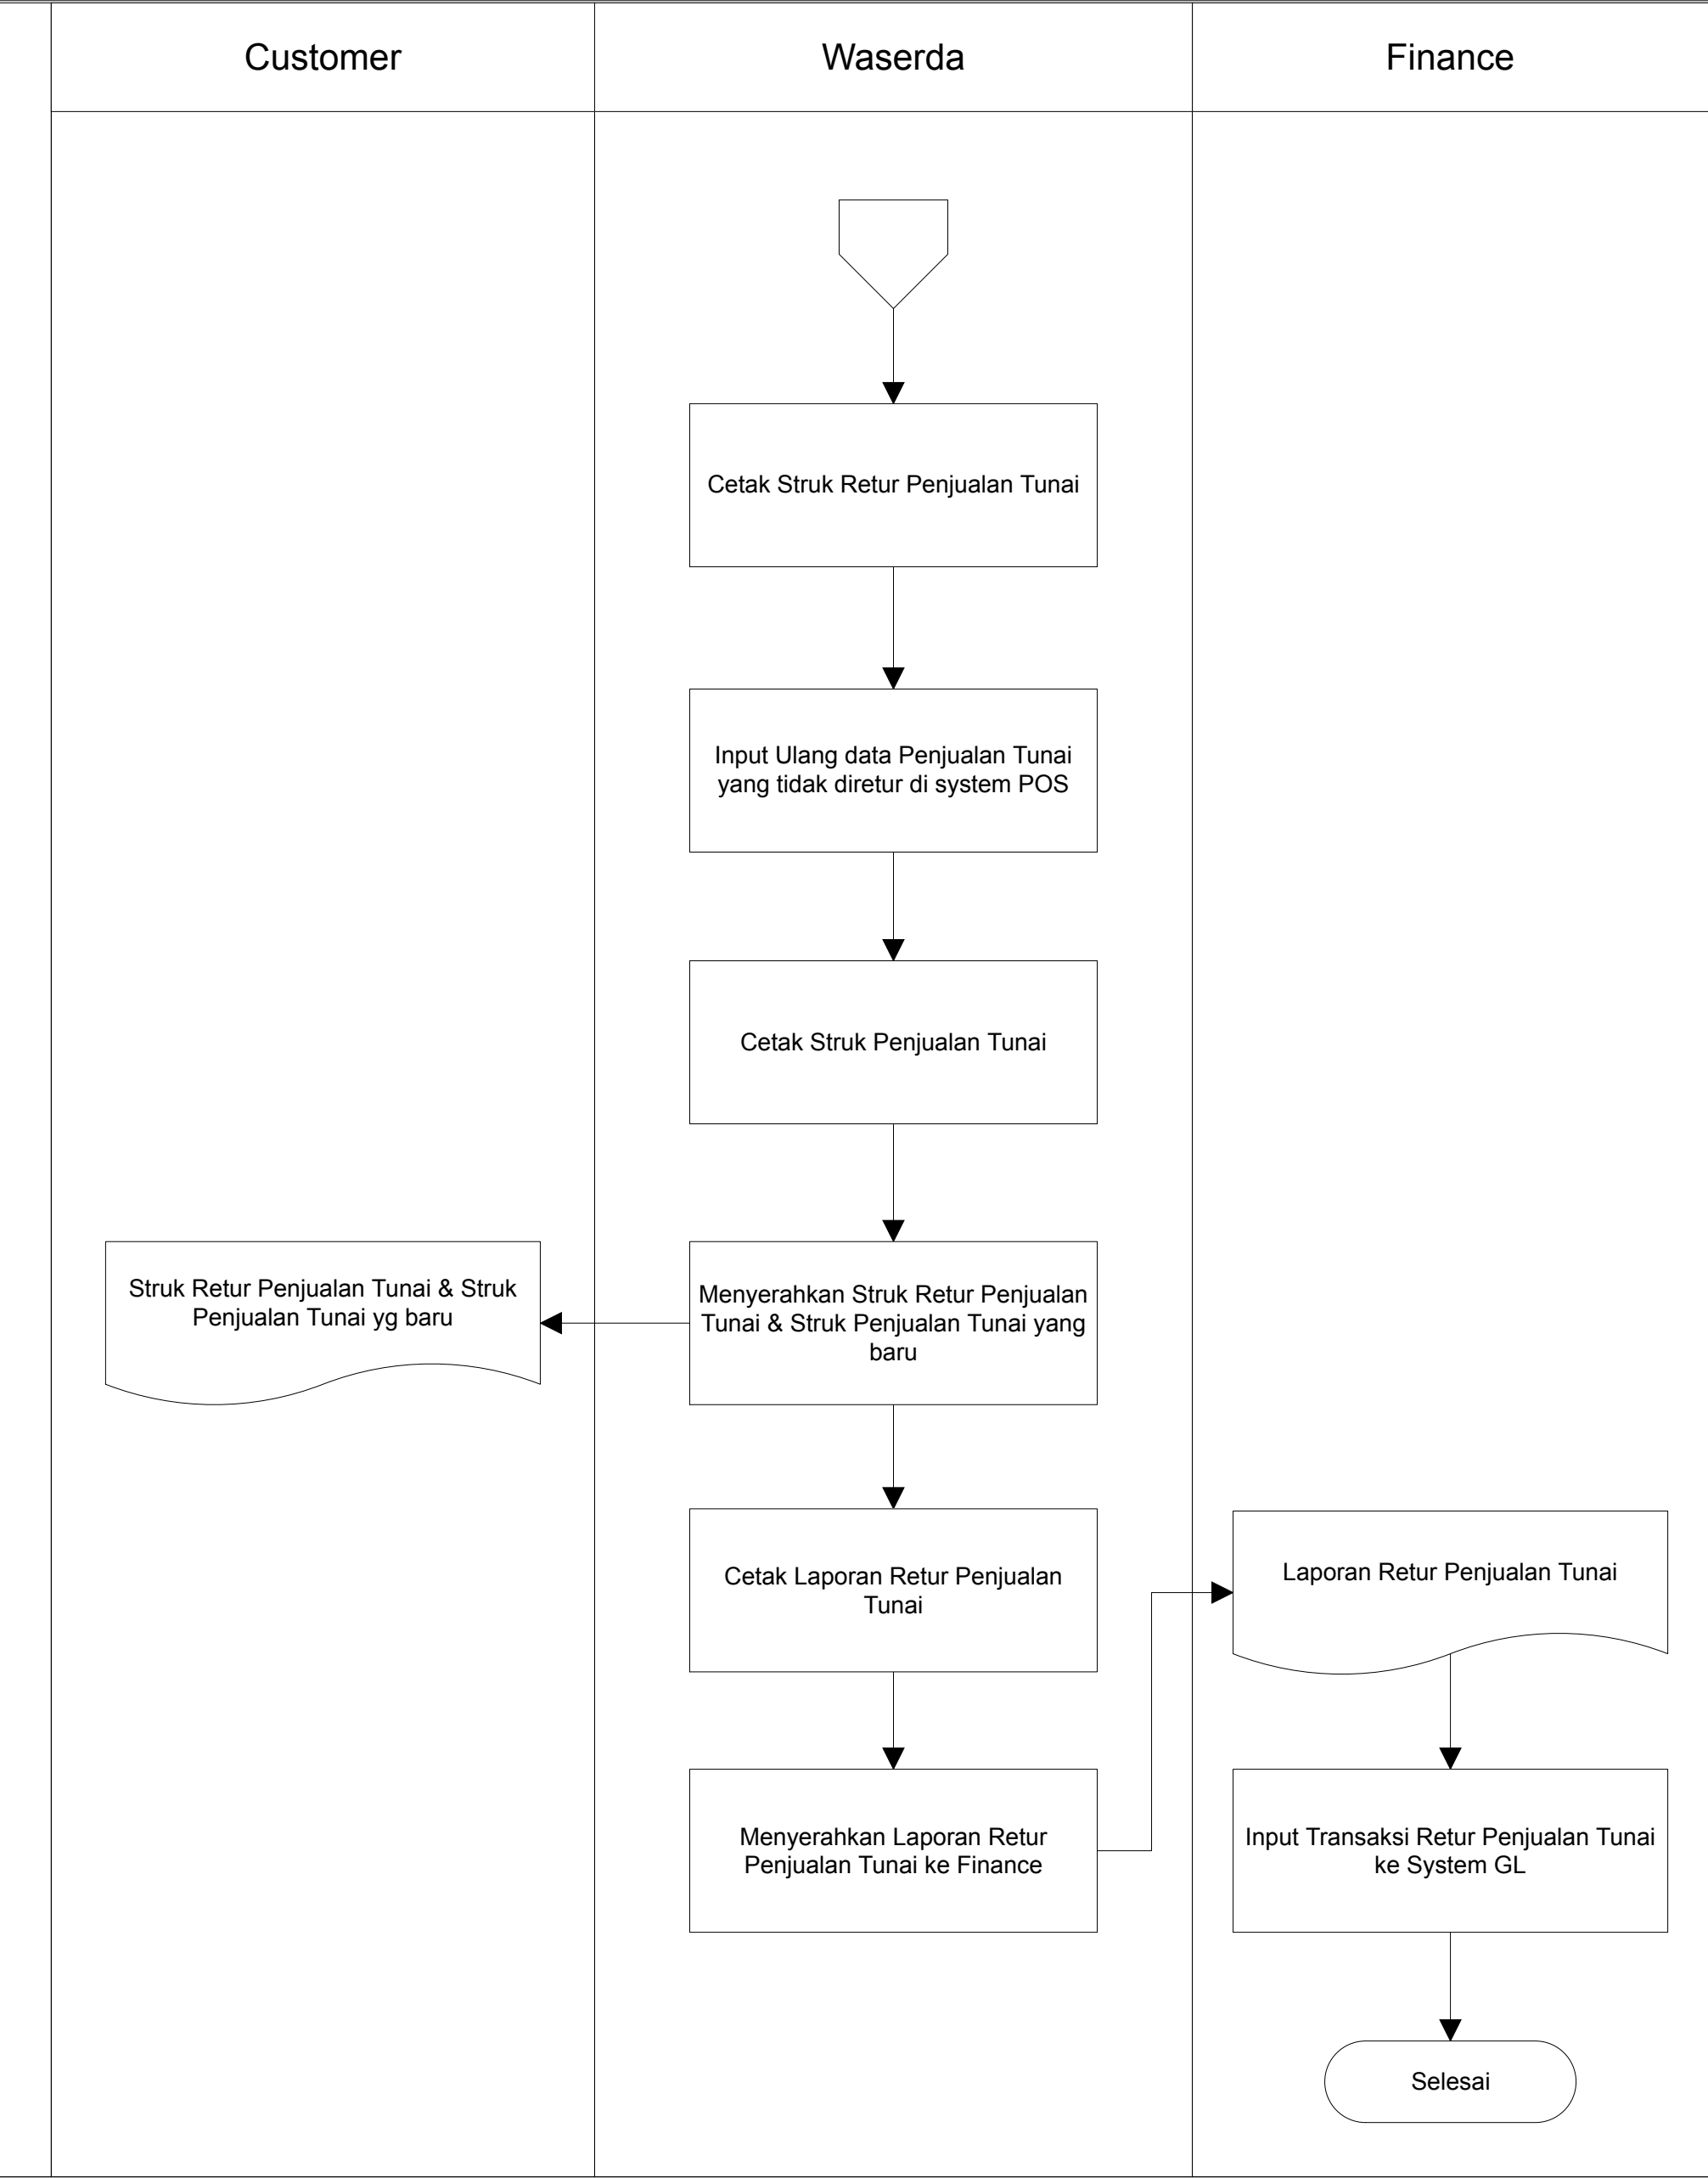 Customer
Waserda
Finance
Cetak Struk Retur Penjualan Tunai
Input Ulang data Penjualan Tunai
yang tidak diretur di system POS
Cetak Struk Penjualan Tunai
Struk Retur Penjualan Tunai & Struk
Penjualan Tunai yg baru
Menyerahkan Struk Retur Penjualan
Tunai & Struk Penjualan Tunai yang
baru
Cetak Laporan Retur Penjualan
Tunai
Laporan Retur Penjualan Tunai
Menyerahkan Laporan Retur
Penjualan Tunai ke Finance
Input Transaksi Retur Penjualan Tunai
ke System GL
Selesai